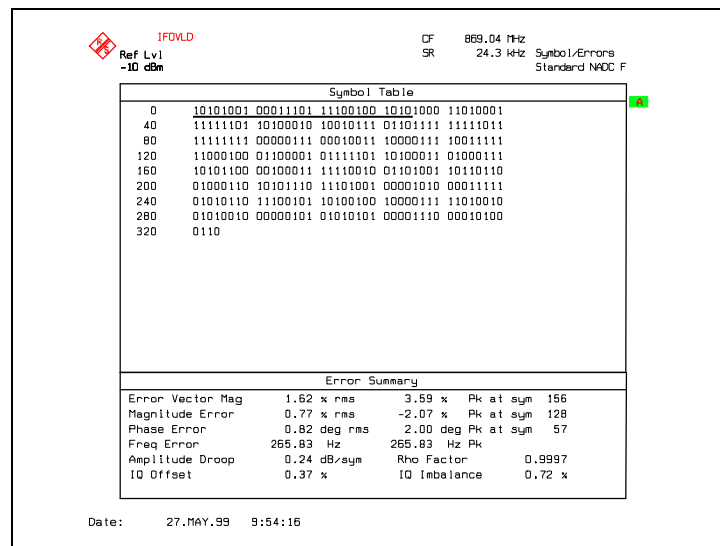 IFOVLD
CF 869.04 MHz
R S Ref Lvl SR 24.3 kHz Symbol/Errors
-10 dBm Standard NADC F
Symbol Table
A
0 10101001 00011101 11100100 10101000 11010001
40 11111101 10100010 10010111 01101111 11111011
80 11111111 00000111 00010011 10000111 10011111
120 11000100 01100001 01111101 10100011 01000111
160 10101100 00100011 11110010 01101001 10110110
200 01000110 10101110 11101001 00001010 00011111
240 01010110 11100101 10100100 10000111 11010010
280 01010010 00000101 01010101 00001110 00010100
320 0110
Error Summary
Error Vector Mag 1.62 % rms 3.59 % Pk at sym 156
Magnitude Error 0.77 % rms -2.07 % Pk at sym 128
Phase Error 0.82 deg rms 2.00 deg Pk at sym 57
Freq Error 265.83 Hz 265.83 Hz Pk
Amplitude Droop 0.24 dB/sym Rho Factor 0.9997
IQ Offset 0.37 % IQ Imbalance 0.72 %
Date: 27.MAY.99 9:54:16